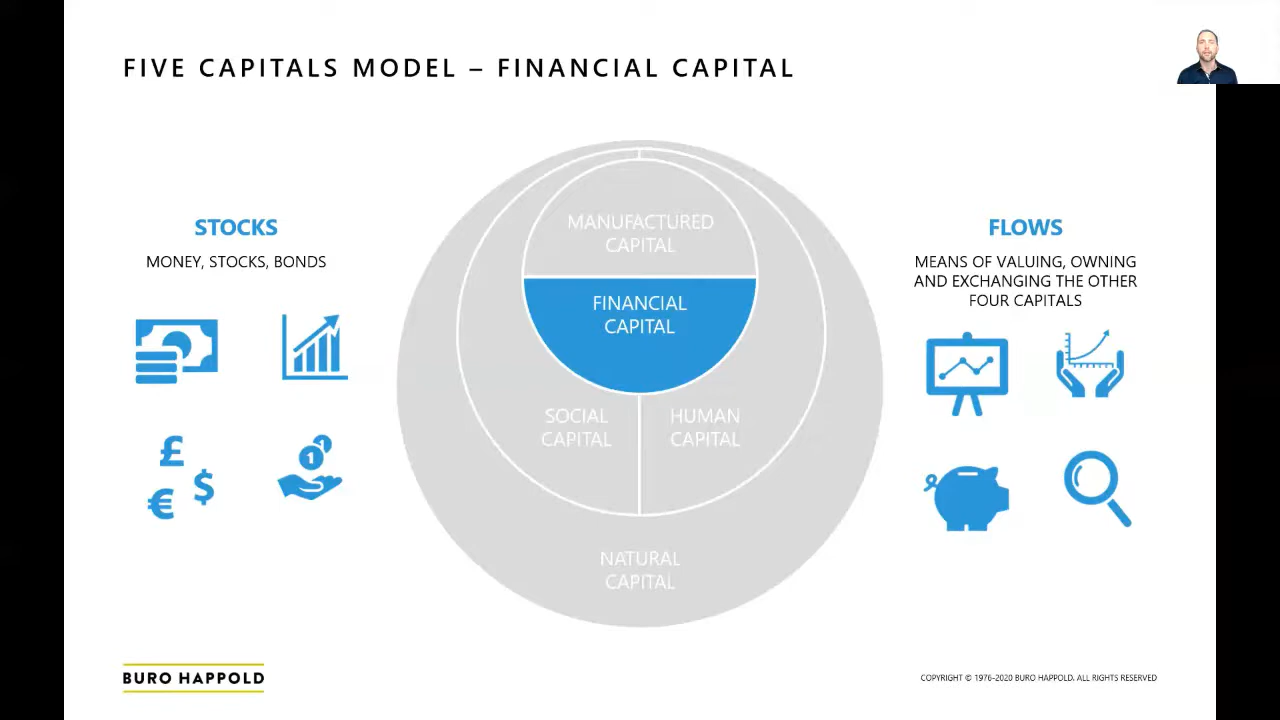 FIVE CAPITALS MODEL – FINANCIAL CAPITAL
STOCKS
MONEY, STOCKS, BONDS
£
$
€
1
1
MANUFACTURED
CAPITAL
FINANCIAL
CAPITAL
SOCIAL
CAPITAL
HUMAN
CAPITAL
NATURAL
CAPITAL
FLOWS
MEANS OF VALUING, OWNING
AND EXCHANGING THE OTHER
FOUR CAPITALS
BURO HAPPOLD
COPYRIGHT © 1976-2020 BURO HAPPOLD. ALL RIGHTS RESERVED